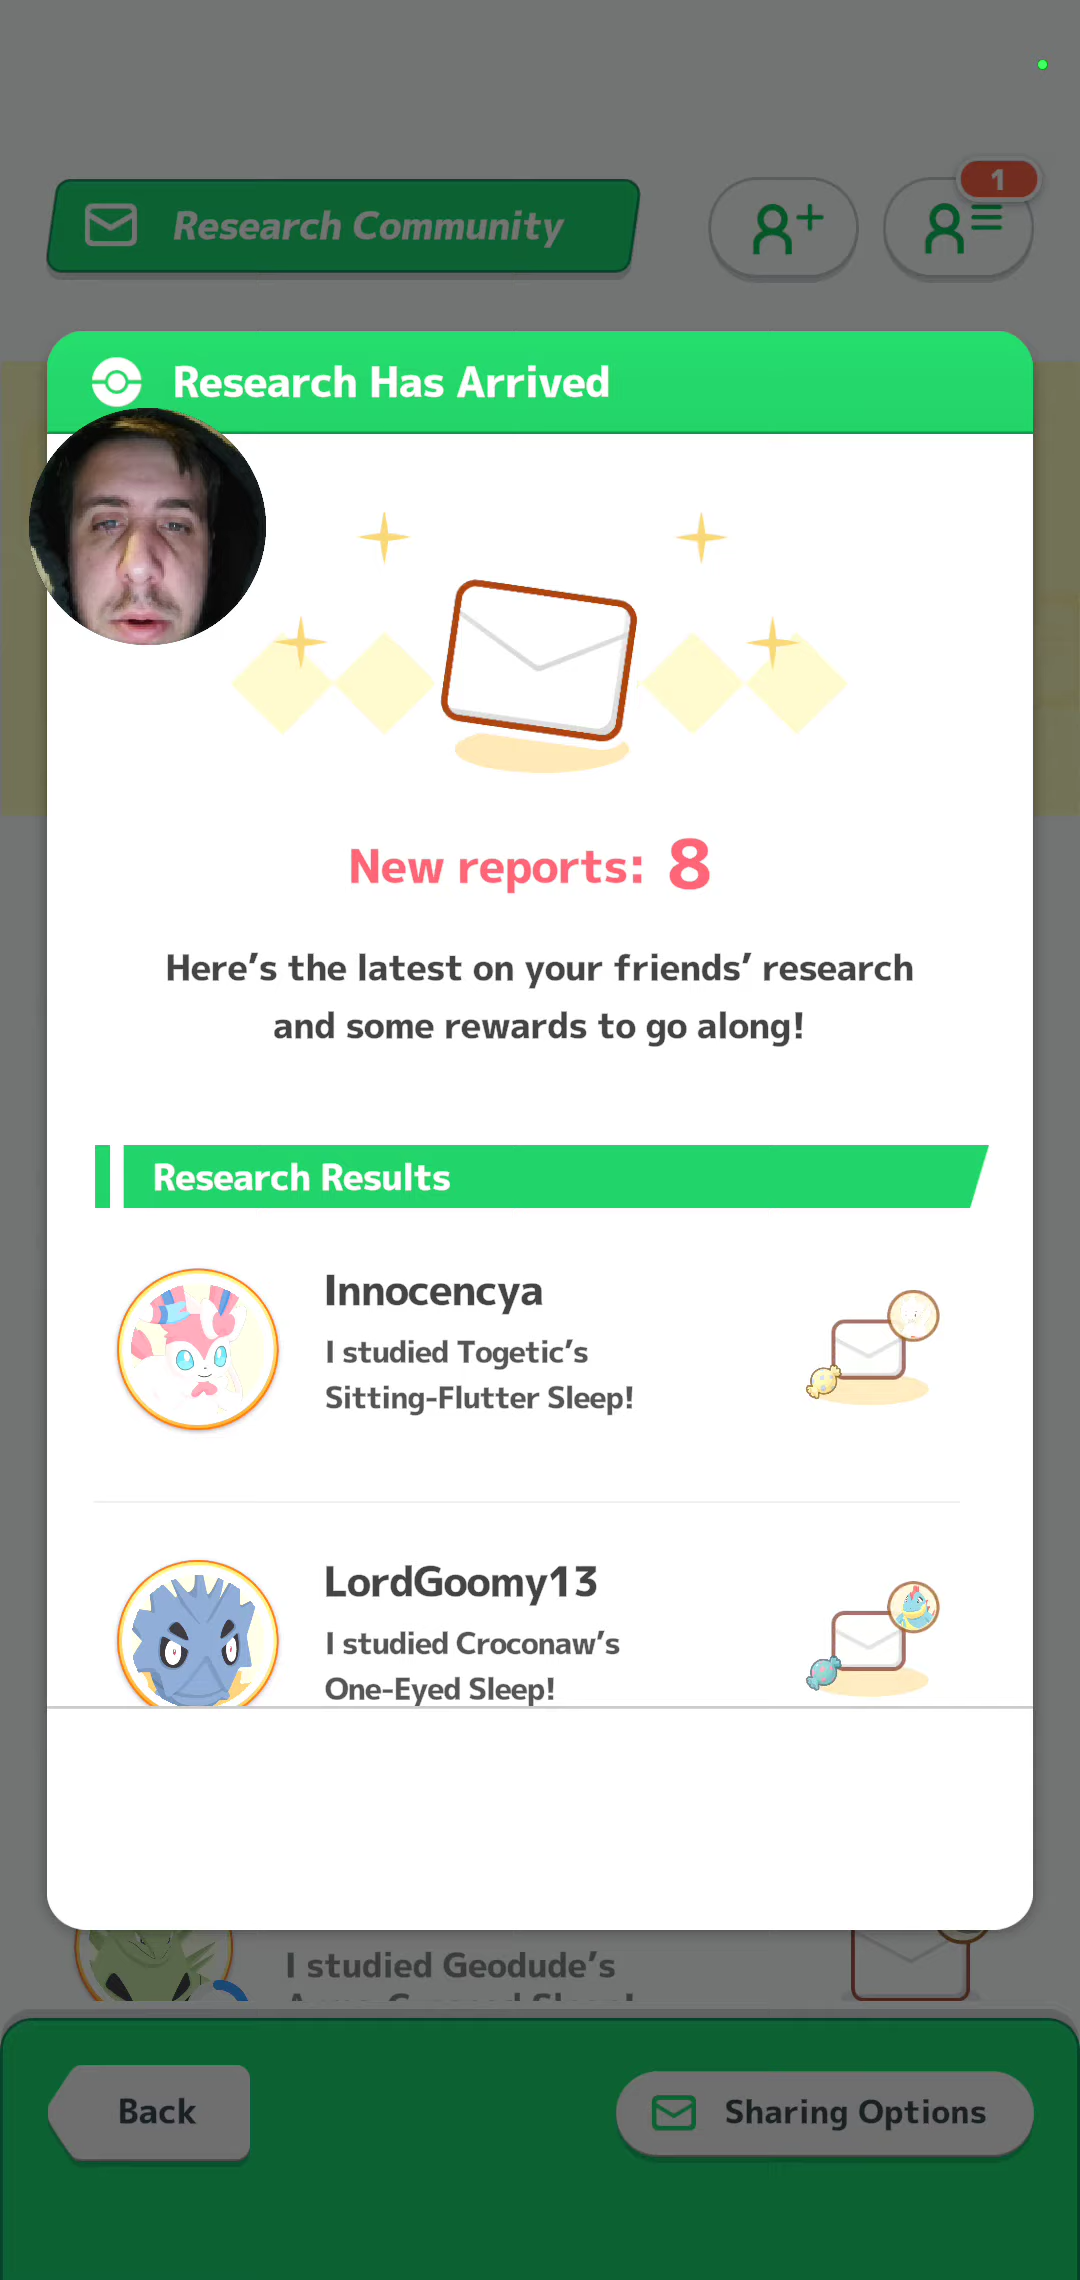 1
Research Community
Research Has Arrived
New reports: 8
Here’s the latest on your friends’ research
and some rewards to go along!
Research Results
Innocencya
I studied Togetic’s
Sitting-Flutter Sleep!
LordGoomy13
I studied Croconaw’s
One-Eyed Sleep!
I studied Geodude’s
Back
Sharing Options